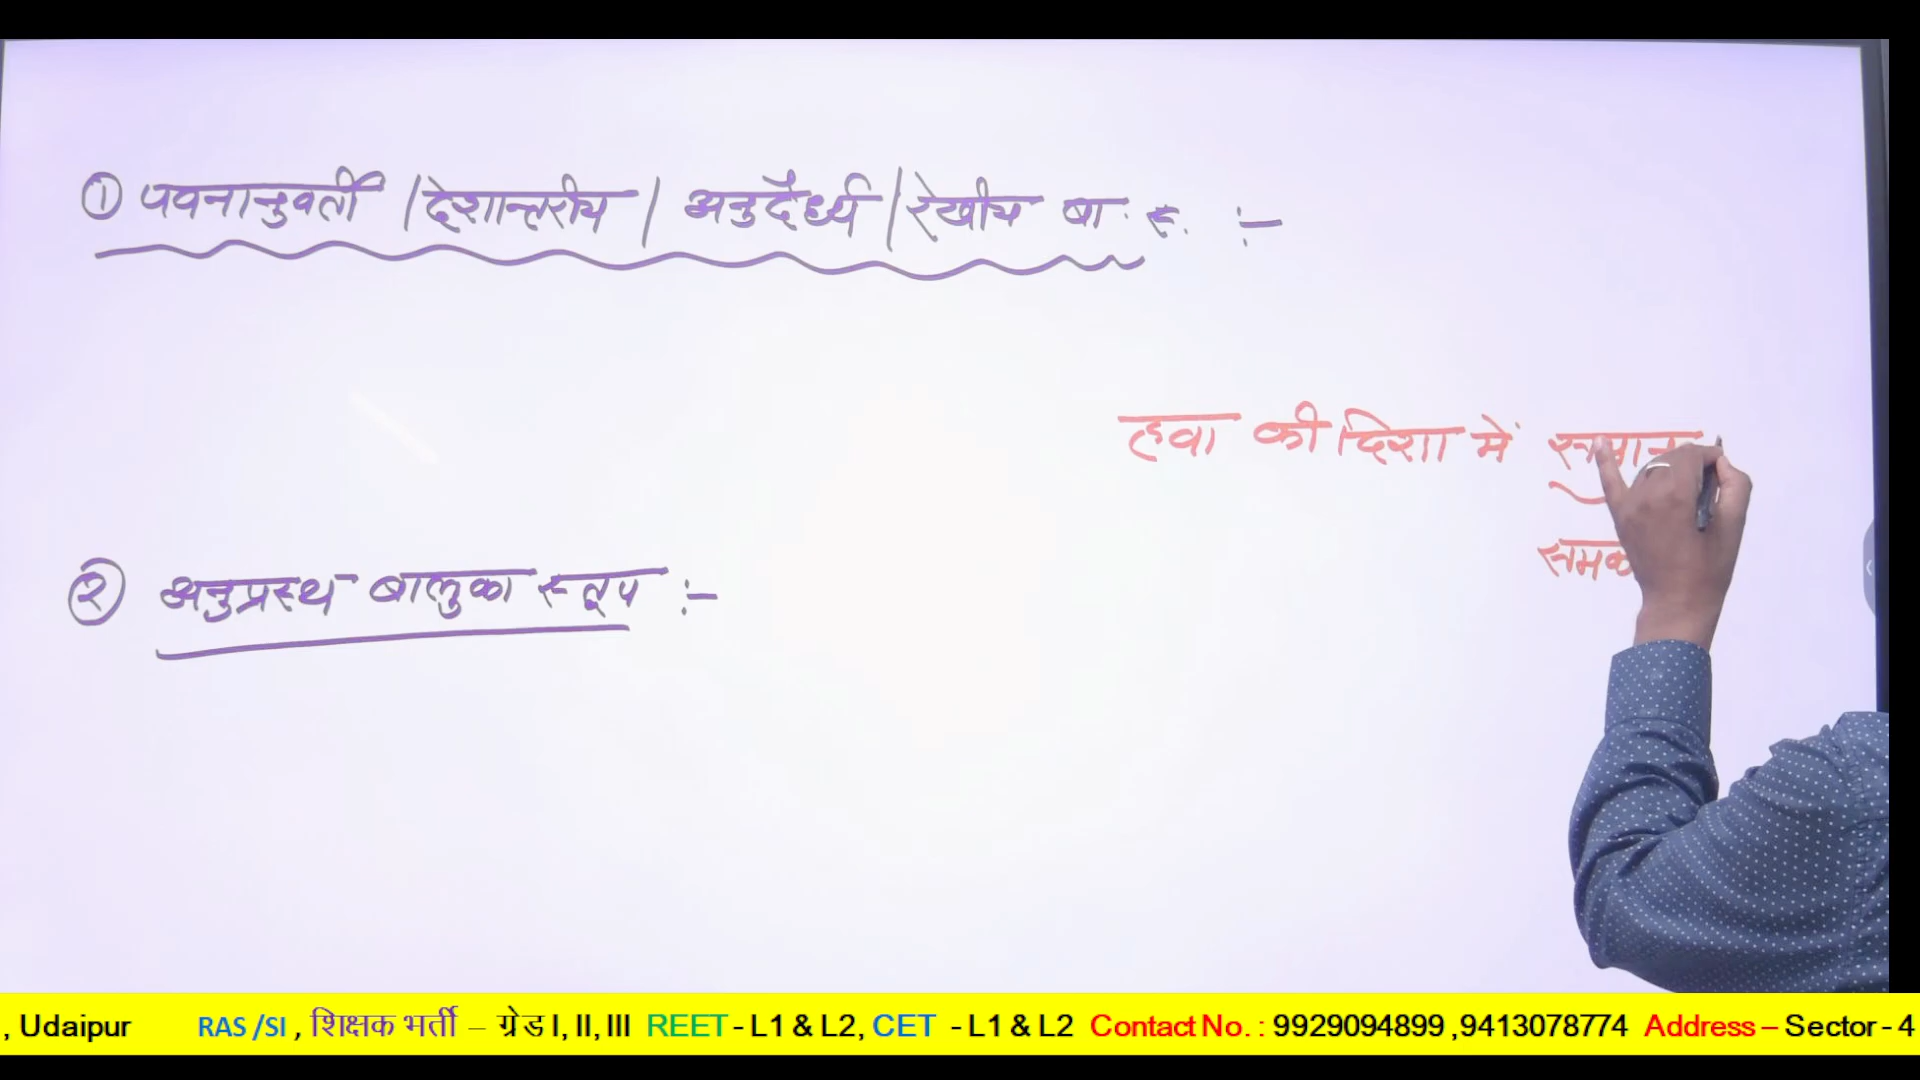 ① पवनानुवर्ती / देशान्तरीय / अनुदैर्ध्य / रेखीय बा. स्. :-
हवा की दिशा में
② अनुप्रस्थ बालुका स्तूप :-
, Udaipur RAS /SI , शिक्षक भर्ती – ग्रेड I, II, III REET - L1 & L2, CET - L1 & L2 Contact No. : 9929094899 ,9413078774 Address – Sector - 4